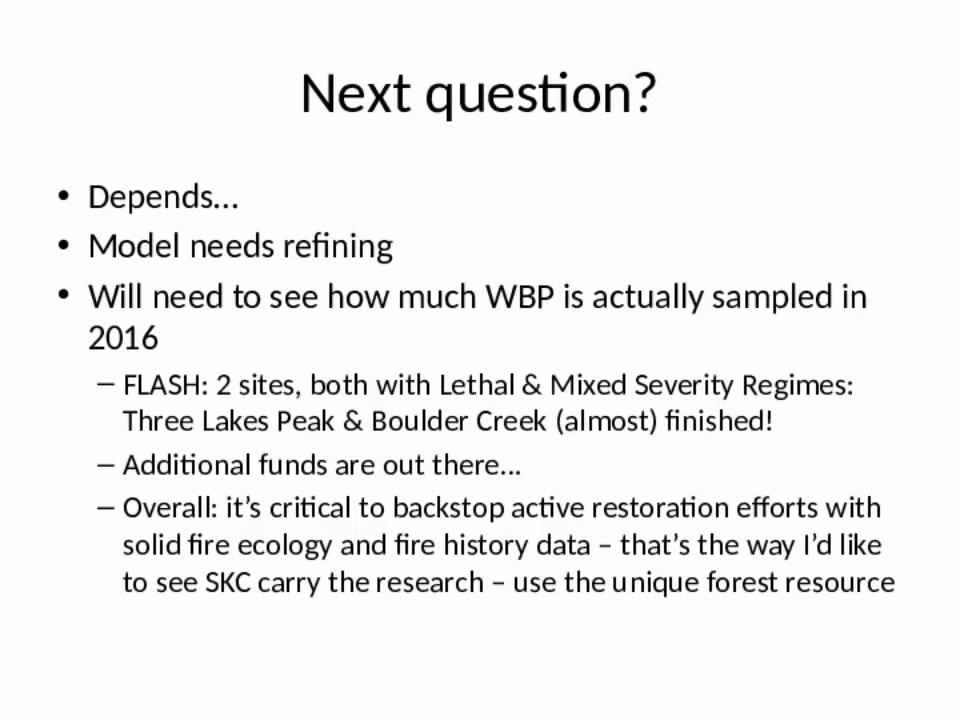 Next question?
• Depends…
• Model needs refining
• Will need to see how much WBP is actually sampled in
2016
– FLASH: 2 sites, both with Lethal & Mixed Severity Regimes:
Three Lakes Peak & Boulder Creek (almost) finished!
– Additional funds are out there…
– Overall: it’s critical to backstop active restoration efforts with
solid fire ecology and fire history data – that’s the way I’d like
to see SKC carry the research – use the unique forest resource